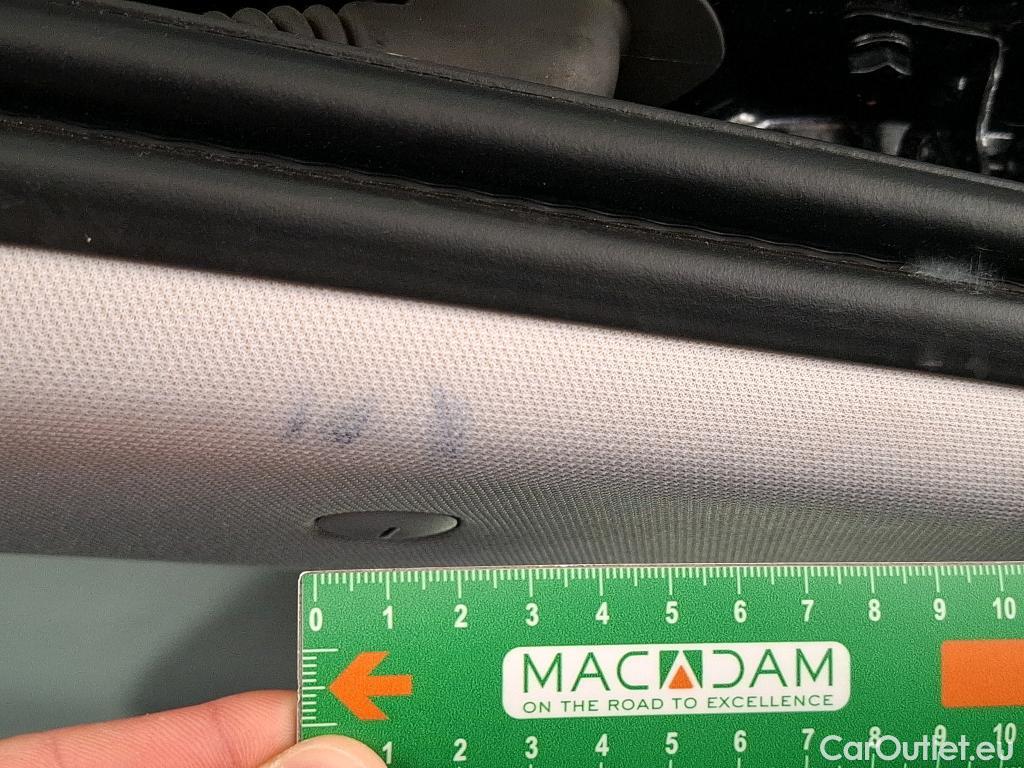 0 1 2 3 4 5 6 7 8 9 10
MACADAM
ON THE ROAD TO EXCELLENCE
1 2 3 4 5 6 7 8 9 10
CarOutlet.eu